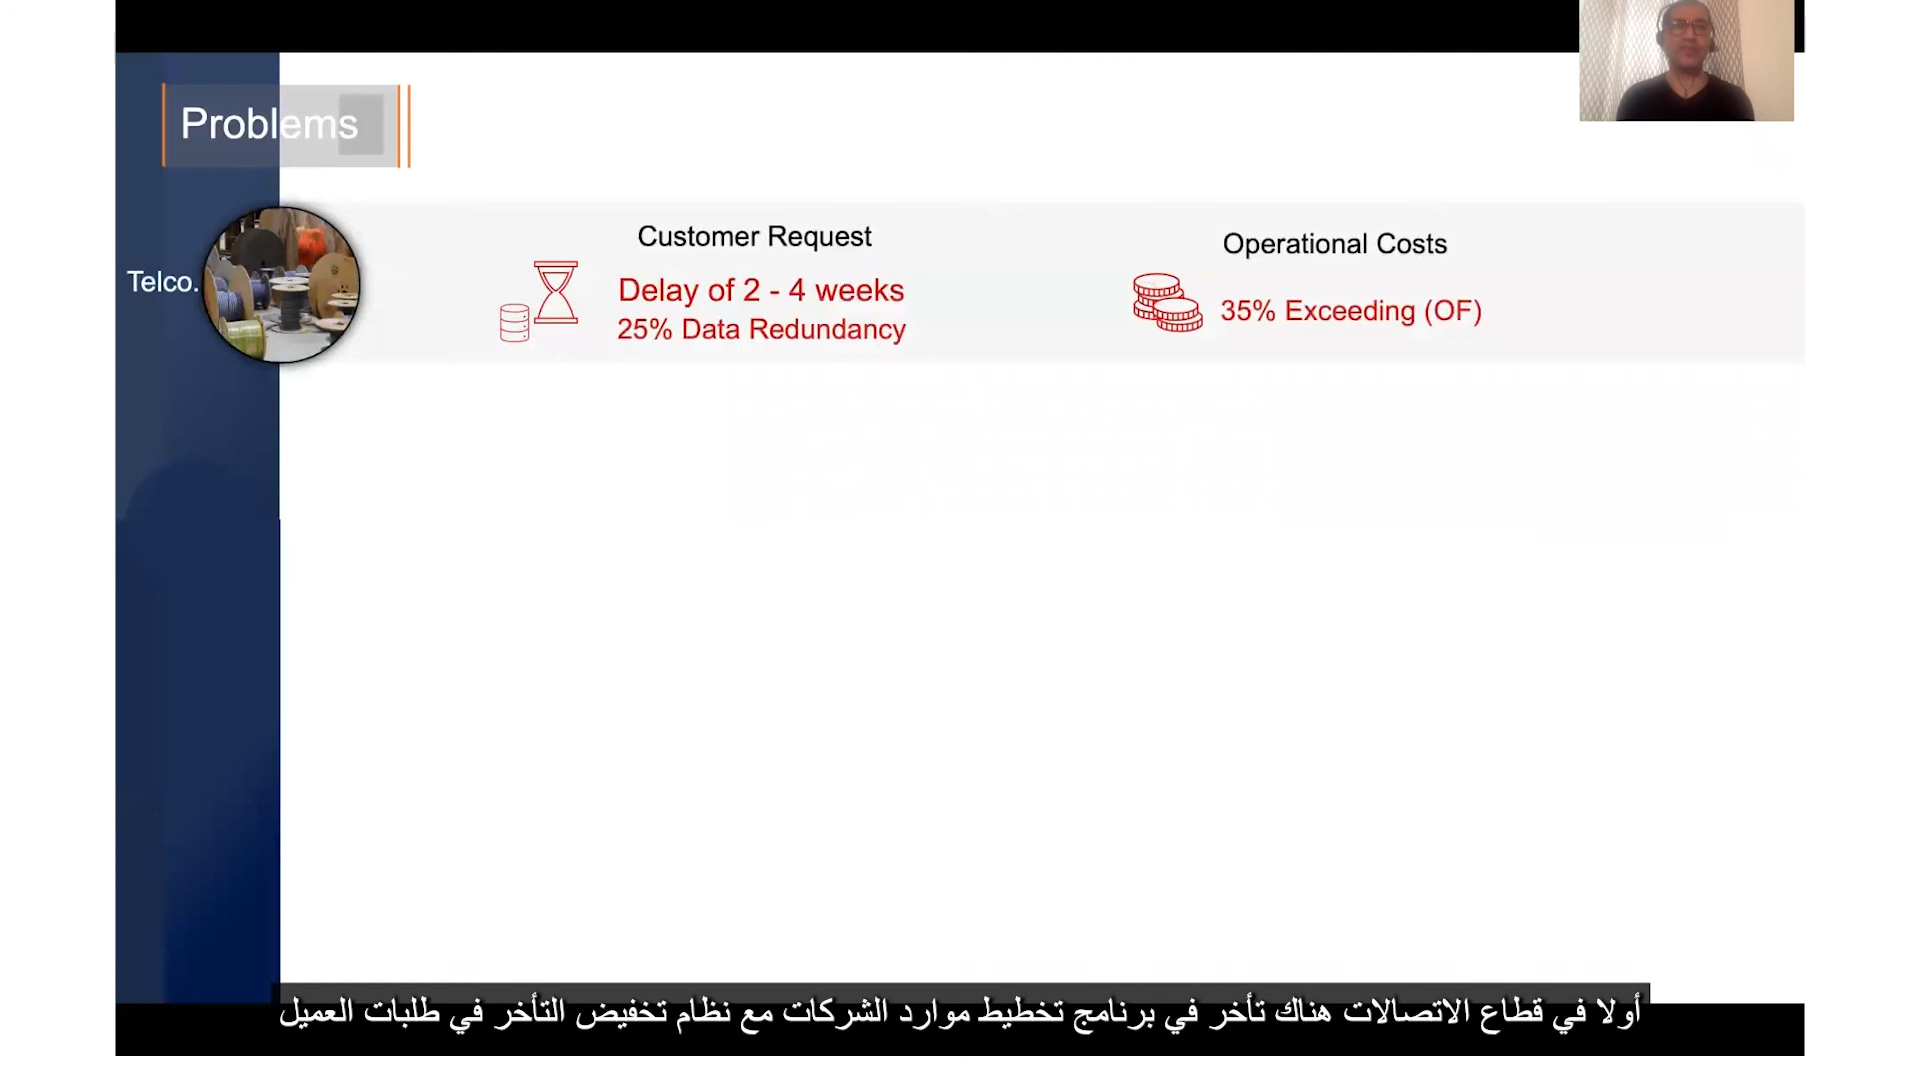 Problems
Telco.
Customer Request
Delay of 2 - 4 weeks
25% Data Redundancy
Operational Costs
35% Exceeding (OF)
أولا في قطاع الاتصالات هناك تأخر في برنامج تخطيط موارد الشركات مع نظام تخفيض التأخر في طلبات العميل